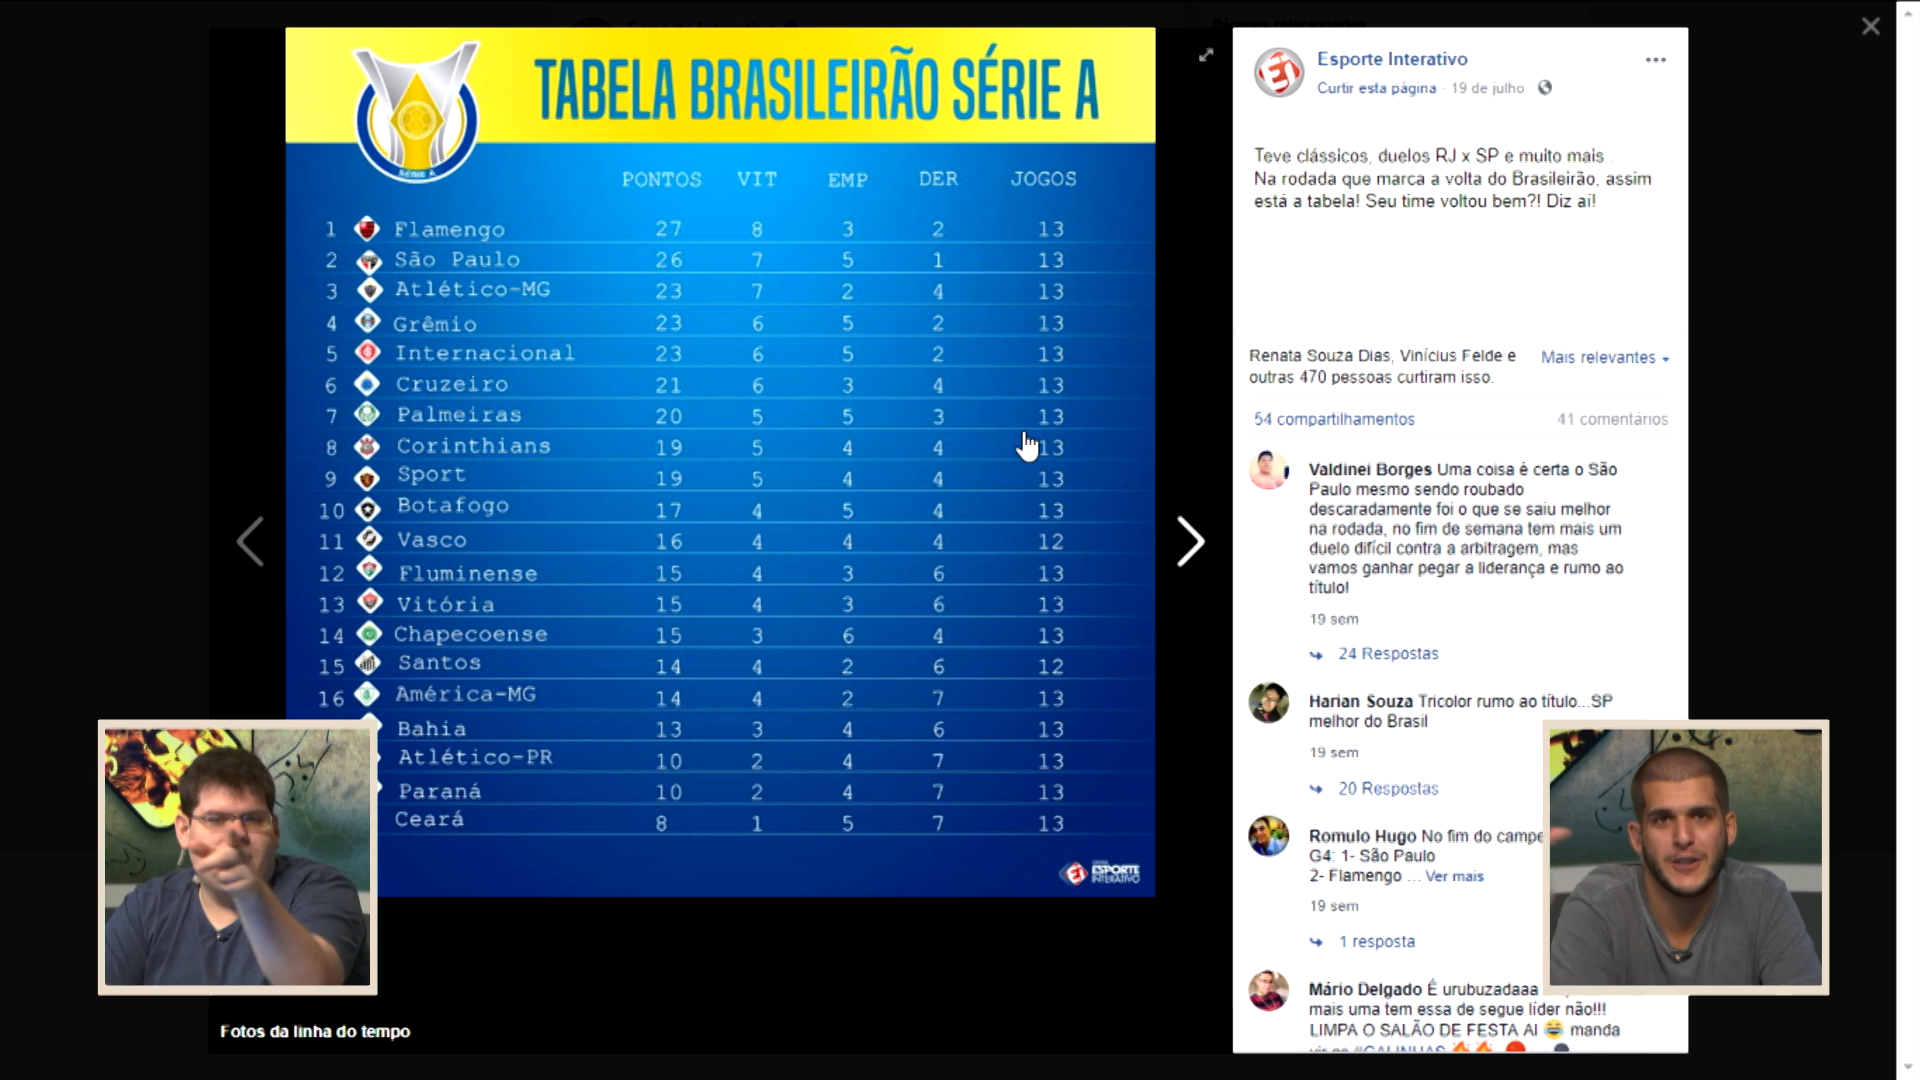 TABELA BRASILEIRÃO SÉRIE A
SÉRIE A
PONTOS VIT EMP DER JOGOS
1 Flamengo 27 8 3 2 13
2 São Paulo 26 7 5 1 13
3 Atlético-MG 23 7 2 4 13
4 Grêmio 23 6 5 2 13
5 Internacional 23 6 5 2 13
6 Cruzeiro 21 6 3 4 13
7 Palmeiras 20 5 5 3 13
8 Corinthians 19 5 4 4 13
9 Sport 19 5 4 4 13
10 Botafogo 17 4 5 4 13
11 Vasco 16 4 4 4 12
12 Fluminense 15 4 3 6 13
13 Vitória 15 4 3 6 13
14 Chapecoense 15 3 6 4 13
15 Santos 14 4 2 6 12
16 América-MG 14 4 2 7 13
Bahia 13 3 4 6 13
Atlético-PR 10 2 4 7 13
Paraná 10 2 4 7 13
Ceará 8 1 5 7 13
ESPORTE
INTERATIVO
Fotos da linha do tempo
Esporte Interativo
Curtir esta página · 19 de julho
Teve clássicos, duelos RJ x SP e muito mais.
Na rodada que marca a volta do Brasileirão, assim
está a tabela! Seu time voltou bem?! Diz aí!
Renata Souza Dias, Vinícius Felde e
outras 470 pessoas curtiram isso.
Mais relevantes
54 compartilhamentos
41 comentários
Valdinei Borges Uma coisa é certa o São
Paulo mesmo sendo roubado
descaradamente foi o que se saiu melhor
na rodada, no fim de semana tem mais um
duelo difícil contra a arbitragem, mas
vamos ganhar pegar a liderança e rumo ao
título!
19 sem
24 Respostas
Harian Souza Tricolor rumo ao título...SP
melhor do Brasil
19 sem
20 Respostas
Romulo Hugo No fim do campe
G4: 1- São Paulo
2- Flamengo ... Ver mais
19 sem
1 resposta
Mário Delgado É urubuzadaaa
mais uma tem essa de segue líder não!!!
LIMPA O SALÃO DE FESTA AI 😂 manda
#GALINHAS